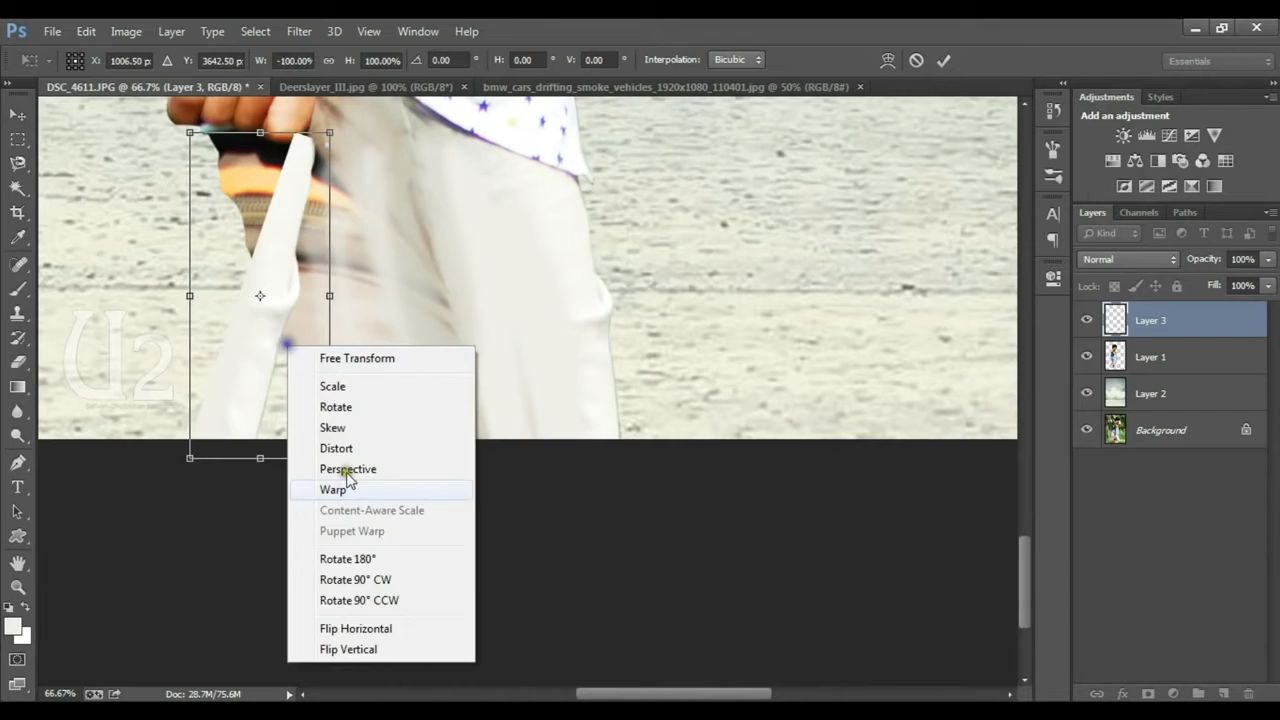 Ps File Edit Image Layer Type Select Filter 3D View Window Help
X: 1006.50 px Y: 3642.50 px W: -100.00% H: 100.00% 0.00 ° H: 0.00 ° V: 0.00 ° Interpolation: Bicubic Essentials
DSC_4611.JPG @ 66.7% (Layer 3, RGB/8) * × Deerslayer_III.jpg @ 100% (RGB/8*) × bmw_cars_drifting_smoke_vehicles_1920x1080_110401.jpg @ 50% (RGB/8#) ×
Adjustments Styles
Add an adjustment
Layers Channels Paths
Kind
Normal Opacity: 100%
Lock: Fill: 100%
Layer 3
Layer 1
Layer 2
Background
U2
Free Transform
Scale
Rotate
Skew
Distort
Perspective
Warp
Content-Aware Scale
Puppet Warp
Rotate 180°
Rotate 90° CW
Rotate 90° CCW
Flip Horizontal
Flip Vertical
66.67% Doc: 28.7M/75.6M